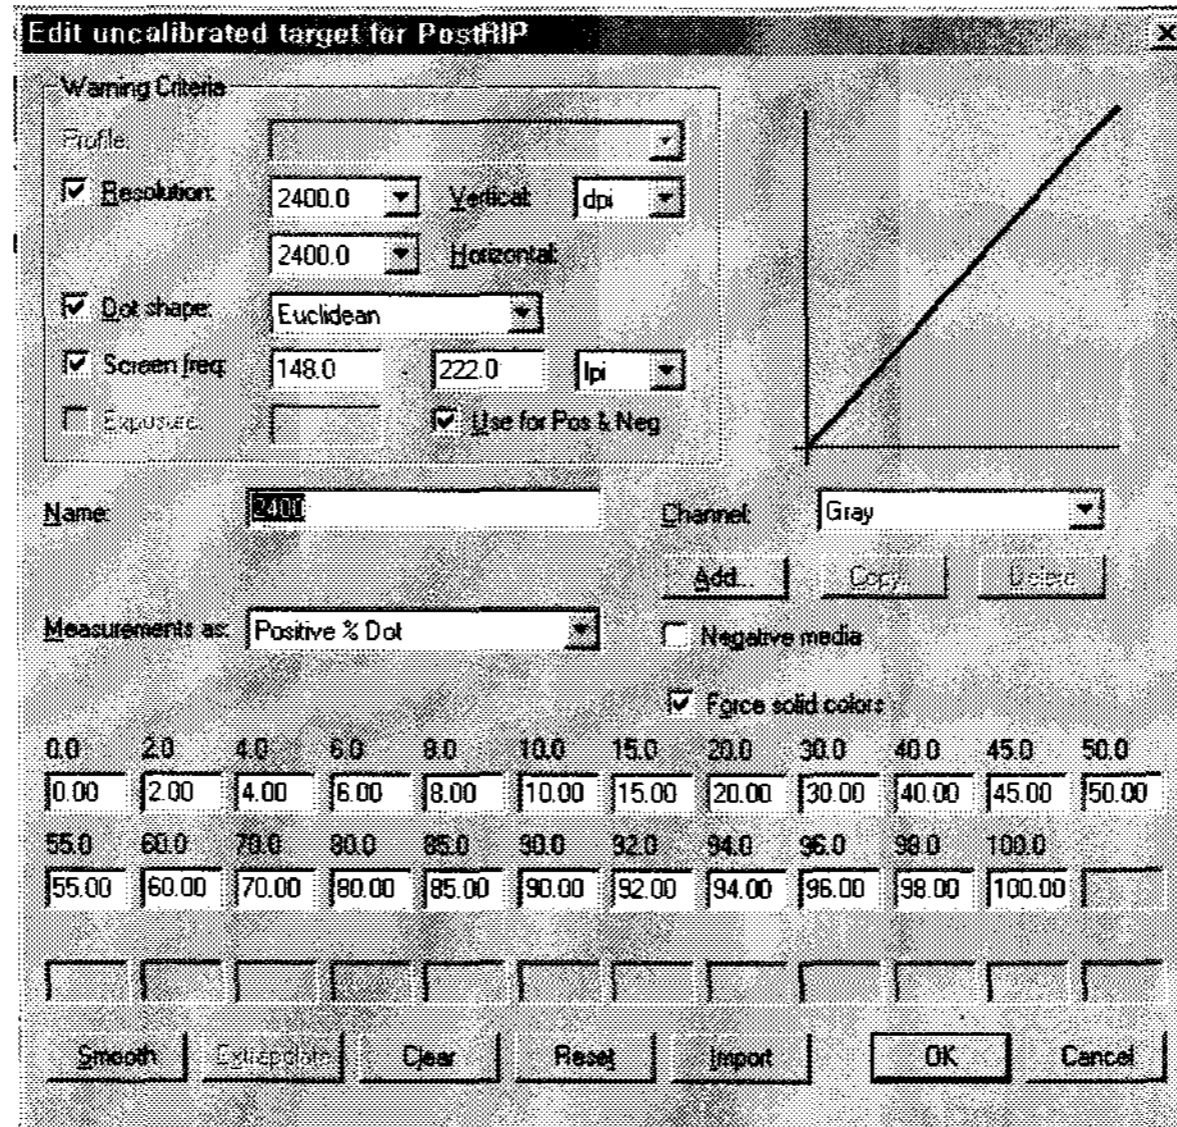 Edit uncalibrated target for PostRIP
Warning Criteria
Profile:
Resolution: 2400.0 Vertical: dpi
2400.0 Horizontal:
Dot shape: Euclidean
Screen freq: 148.0 - 222.0 lpi
Exposure: Use for Pos & Neg
Name: 2400 Channel: Gray
Add... Copy... Delete
Measurements as: Positive % Dot Negative media
Force solid colors
0.0 2.0 4.0 6.0 8.0 10.0 15.0 20.0 30.0 40.0 45.0 50.0
0.00 2.00 4.00 6.00 8.00 10.00 15.00 20.00 30.00 40.00 45.00 50.00
55.0 60.0 70.0 80.0 85.0 90.0 92.0 94.0 96.0 98.0 100.0
55.00 60.00 70.00 80.00 85.00 90.00 92.00 94.00 96.00 98.00 100.00
Smooth Extrapolate Clear Reset Import OK Cancel